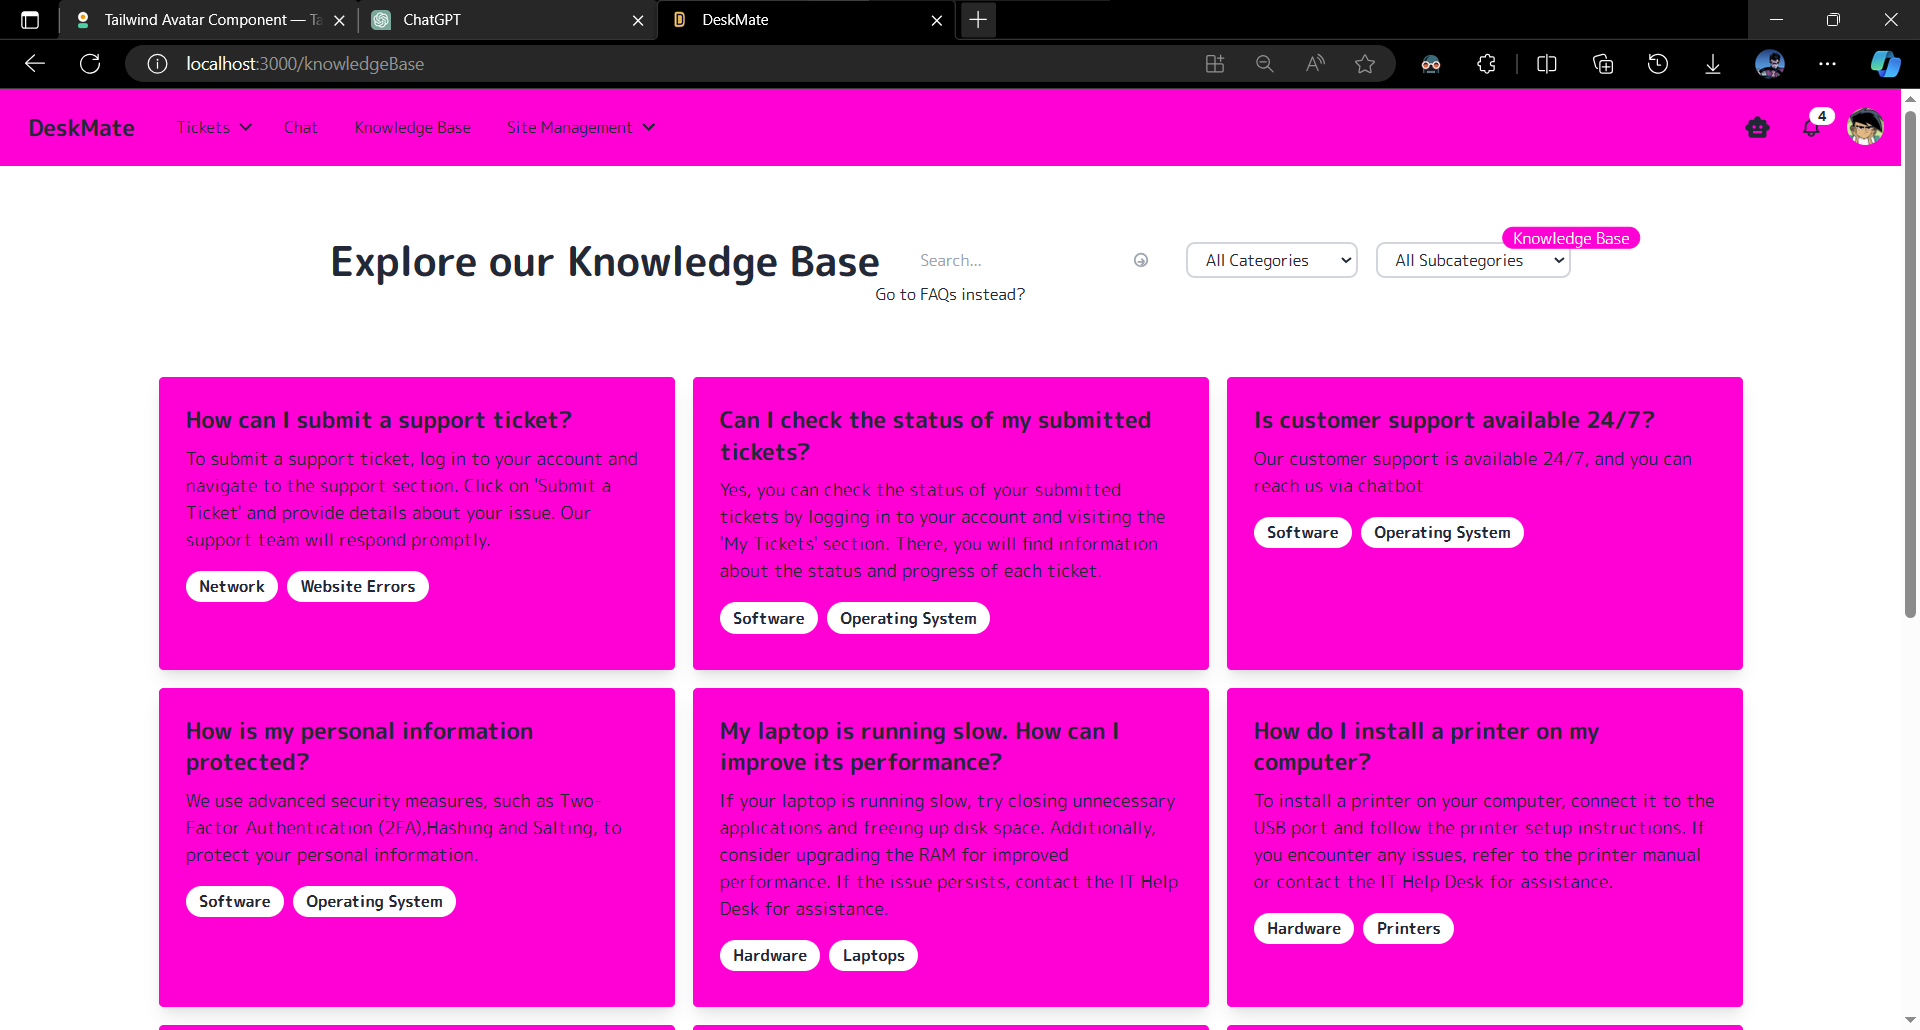 Tailwind Avatar Component — Ta
ChatGPT
DeskMate
localhost:3000/knowledgeBase
DeskMate
Tickets
Chat
Knowledge Base
Site Management
4
Knowledge Base
Explore our Knowledge Base
Search...
All Categories
All Subcategories
Go to FAQs instead?
How can I submit a support ticket?
To submit a support ticket, log in to your account and
navigate to the support section. Click on 'Submit a
Ticket' and provide details about your issue. Our
support team will respond promptly.
Network
Website Errors
Can I check the status of my submitted
tickets?
Yes, you can check the status of your submitted
tickets by logging in to your account and visiting the
'My Tickets' section. There, you will find information
about the status and progress of each ticket.
Software
Operating System
Is customer support available 24/7?
Our customer support is available 24/7, and you can
reach us via chatbot
Software
Operating System
How is my personal information
protected?
We use advanced security measures, such as Two-
Factor Authentication (2FA),Hashing and Salting, to
protect your personal information.
Software
Operating System
My laptop is running slow. How can I
improve its performance?
If your laptop is running slow, try closing unnecessary
applications and freeing up disk space. Additionally,
consider upgrading the RAM for improved
performance. If the issue persists, contact the IT Help
Desk for assistance.
Hardware
Laptops
How do I install a printer on my
computer?
To install a printer on your computer, connect it to the
USB port and follow the printer setup instructions. If
you encounter any issues, refer to the printer manual
or contact the IT Help Desk for assistance.
Hardware
Printers